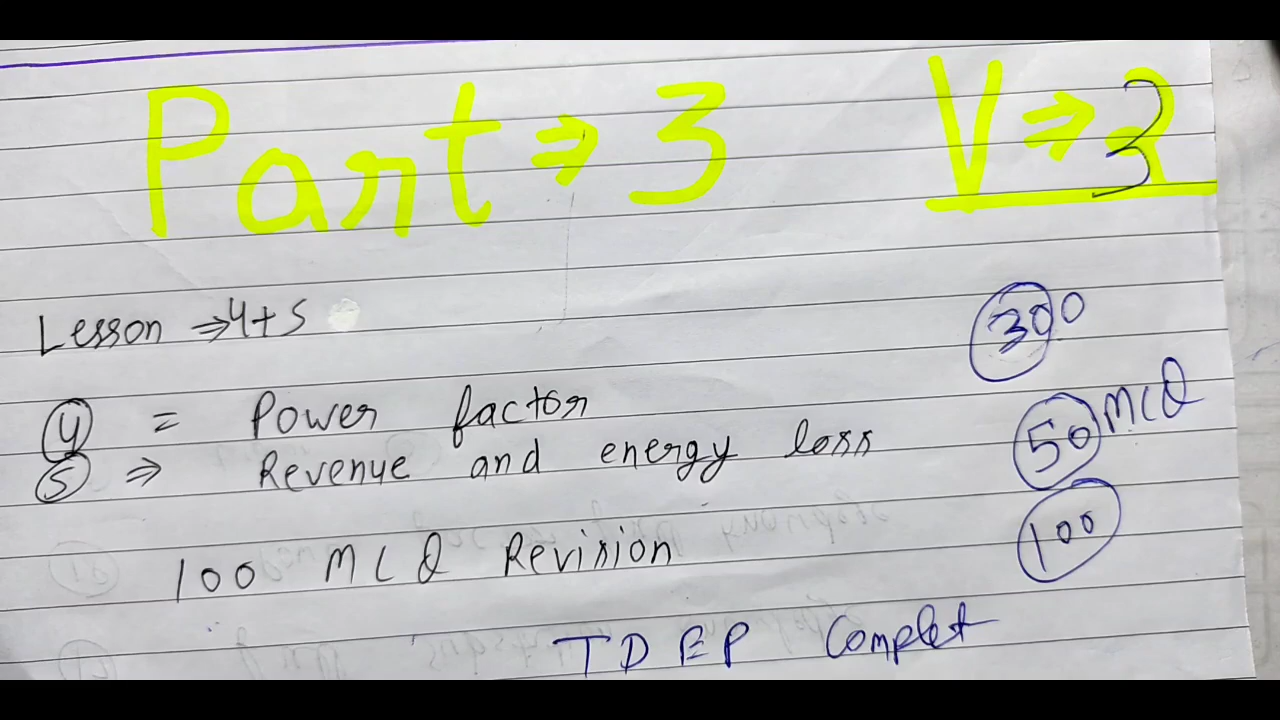 Part ⇒ 3 V ⇒ 3
Lesson ⇒ 4+5
300
4 = Power factor
50 MCQ
5 ⇒ Revenue and energy loss
100
100 MCQ Revision
TDEP Complet